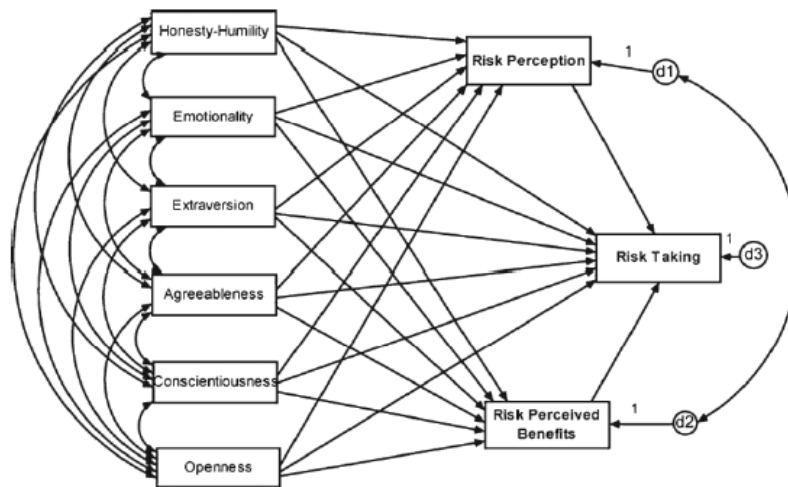 Honesty-Humility
Risk Perception
1
d1
Emotionality
Extraversion
Risk Taking
1
d3
Agreeableness
Conscientiousness
Risk Perceived
Benefits
1
d2
Openness